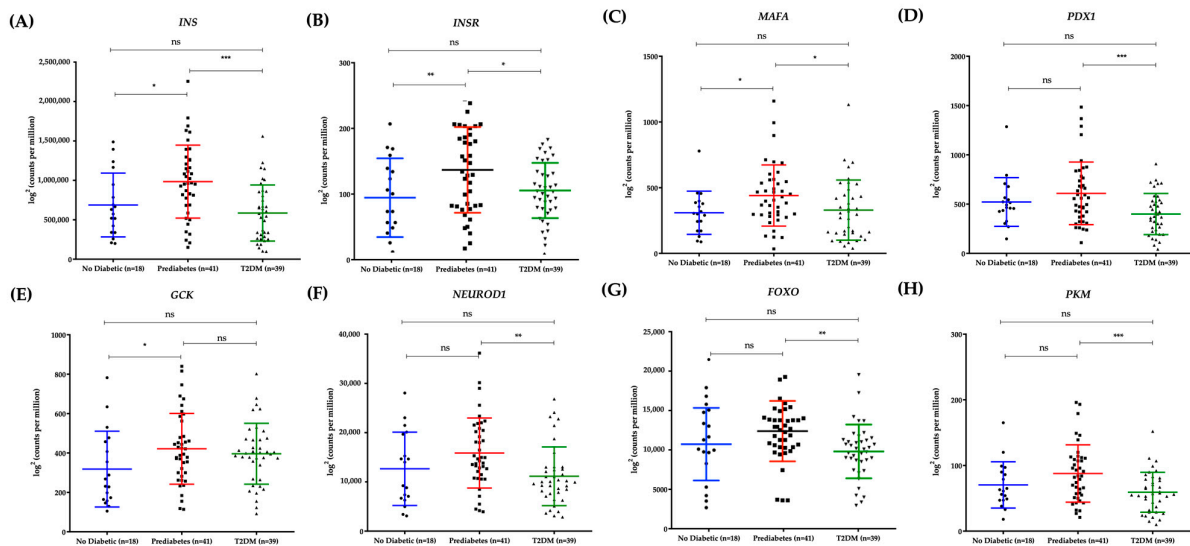 (A)
INS
ns
***
*
2,500,000
2,000,000
1,500,000
1,000,000
500,000
0
log² (counts per million)
No Diabetic (n=18) Prediabetes (n=41) T2DM (n=39)
(B)
INSR
ns
*
**
300
200
100
0
log² (counts per million)
No Diabetic (n=18) Prediabetes (n=41) T2DM (n=39)
(C)
MAFA
ns
*
*
1500
1000
500
0
log² (counts per million)
No Diabetic (n=18) Prediabetes (n=41) T2DM (n=39)
(D)
PDX1
ns
***
ns
2000
1500
1000
500
0
log² (counts per million)
No Diabetic (n=18) Prediabetes (n=41) T2DM (n=39)
(E)
GCK
ns
*
ns
1000
800
600
400
200
0
log² (counts per million)
No Diabetic (n=18) Prediabetes (n=41) T2DM (n=39)
(F)
NEUROD1
ns
**
ns
40,000
30,000
20,000
10,000
0
log² (counts per million)
No Diabetic (n=18) Prediabetes (n=41) T2DM (n=39)
(G)
FOXO
ns
**
ns
25,000
20,000
15,000
10,000
5000
0
log² (counts per million)
No Diabetic (n=18) Prediabetes (n=41) T2DM (n=39)
(H)
PKM
ns
***
ns
300
200
100
0
log² (counts per million)
No Diabetic (n=18) Prediabetes (n=41) T2DM (n=39)